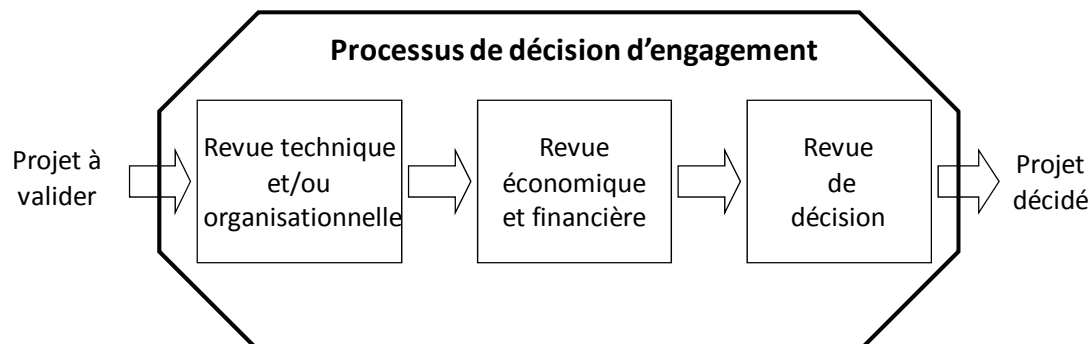 Processus de décision d’engagement
Projet à
valider
Revue technique
et/ou
organisationnelle
Revue
économique
et financière
Revue
de
décision
Projet
décidé